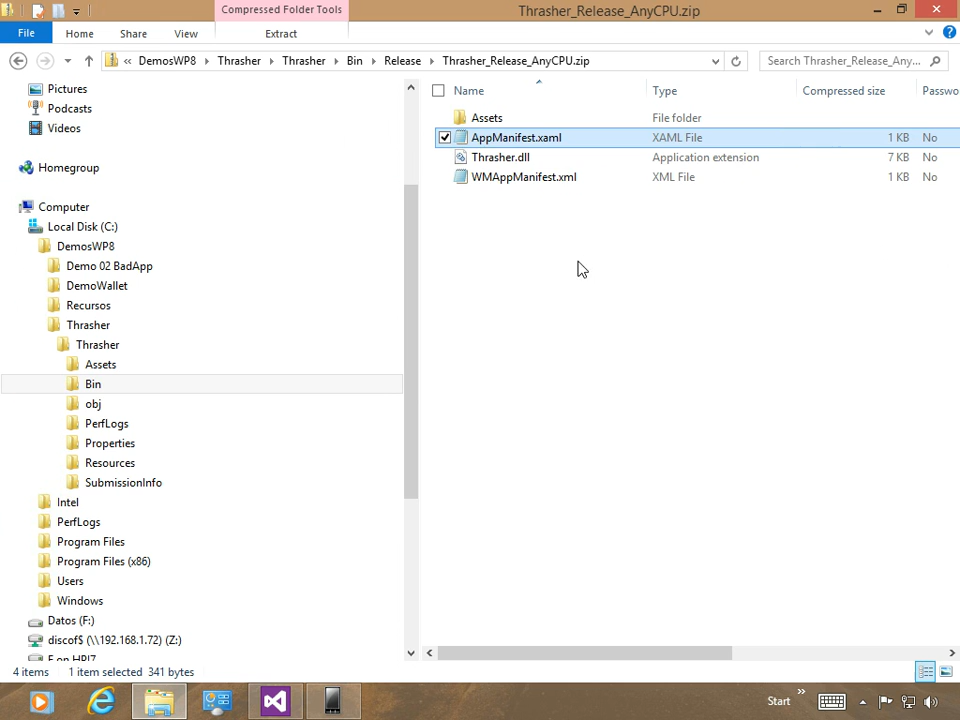 Compressed Folder Tools
Thrasher_Release_AnyCPU.zip
File
Home
Share
View
Extract
?
«
DemosWP8
Thrasher
Thrasher
Bin
Release
Thrasher_Release_AnyCPU.zip
Search Thrasher_Release_Any...
Pictures
Podcasts
Videos
Homegroup
Computer
Local Disk (C:)
DemosWP8
Demo 02 BadApp
DemoWallet
Recursos
Thrasher
Thrasher
Assets
Bin
obj
PerfLogs
Properties
Resources
SubmissionInfo
Intel
PerfLogs
Program Files
Program Files (x86)
Users
Windows
Datos (F:)
discof$ (\\192.168.1.72) (Z:)
E on HPI7
Name
Type
Compressed size
Passwo
Assets
File folder
AppManifest.xaml
XAML File
1 KB
No
Thrasher.dll
Application extension
7 KB
No
WMAppManifest.xml
XML File
1 KB
No
4 items
1 item selected 341 bytes
Start
»